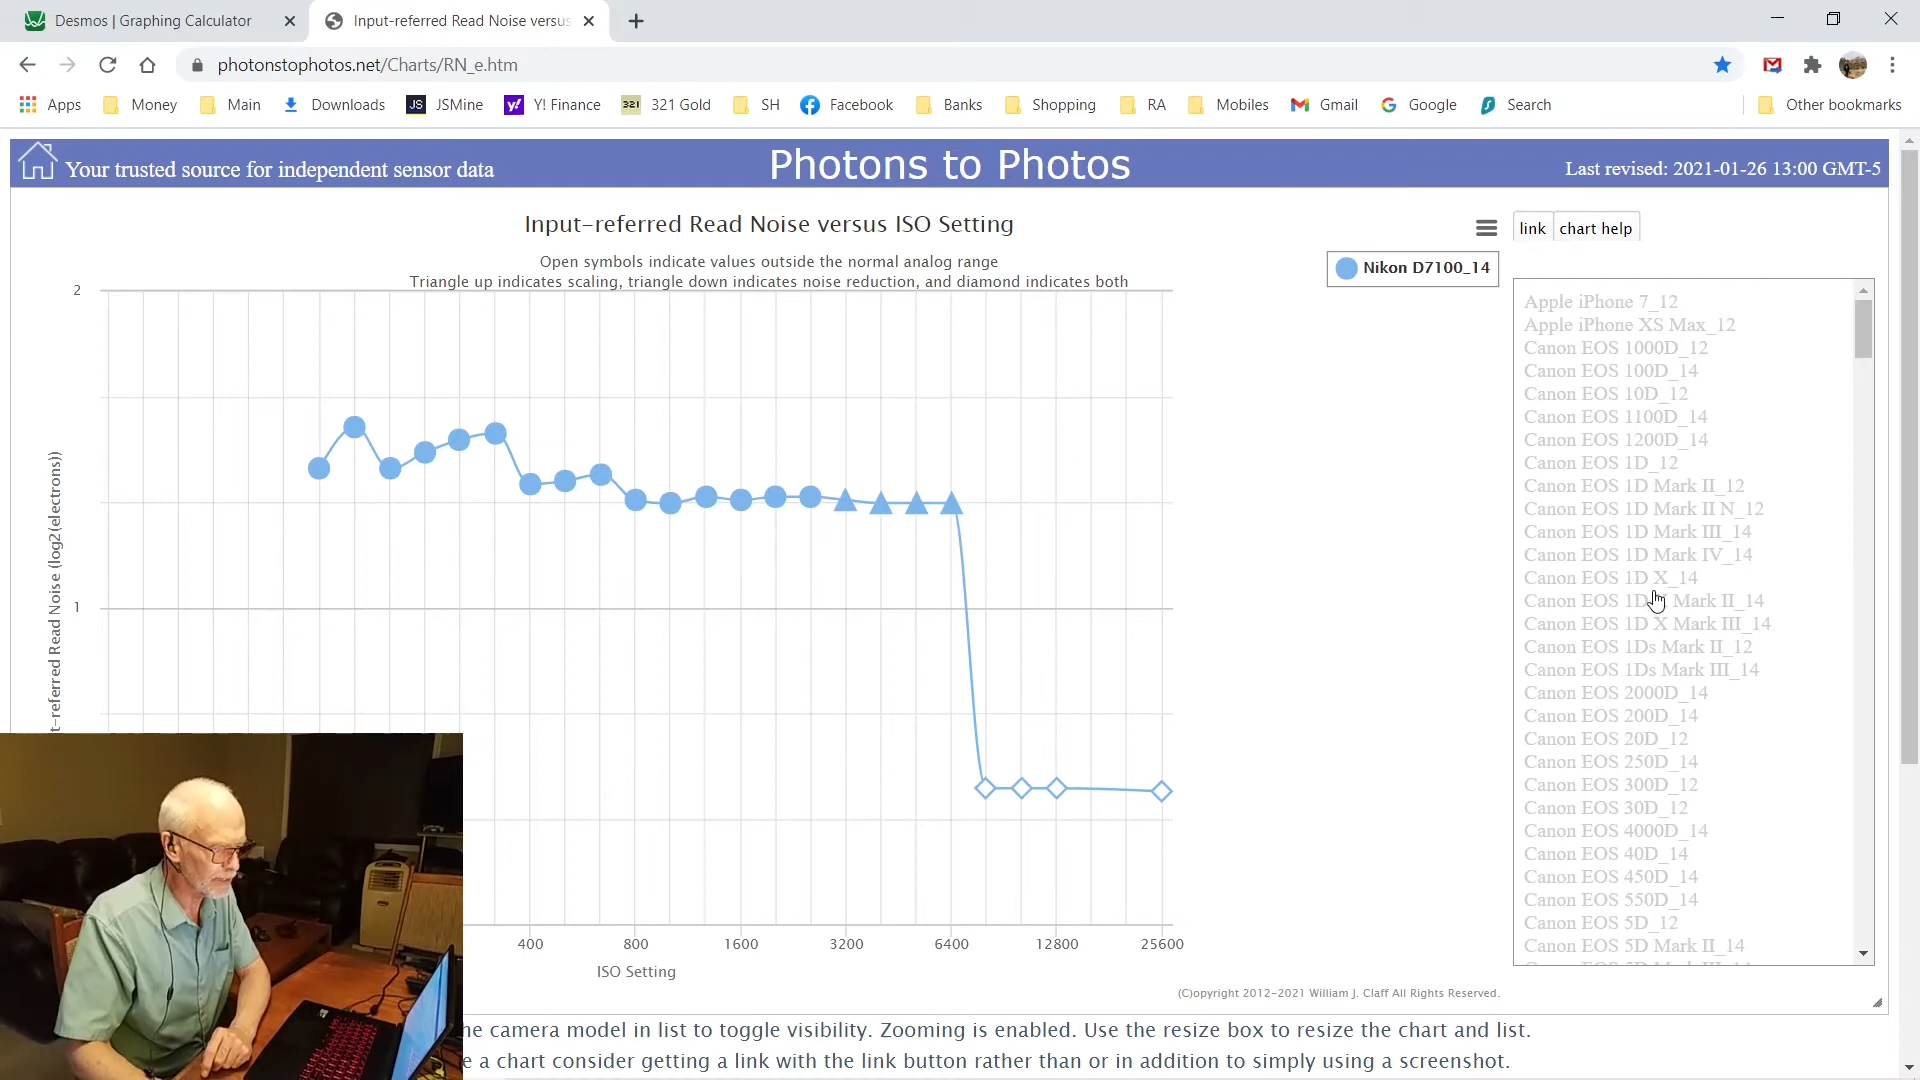 Desmos | Graphing Calculator
Input-referred Read Noise versus
photonstophotos.net/Charts/RN_e.htm
Apps Money Main Downloads JS JSMine Y! Finance 321 321 Gold SH Facebook Banks Shopping RA Mobiles Gmail Google Search Other bookmarks
Your trusted source for independent sensor data
Photons to Photos
Last revised: 2021-01-26 13:00 GMT-5
Input-referred Read Noise versus ISO Setting
Open symbols indicate values outside the normal analog range
Triangle up indicates scaling, triangle down indicates noise reduction, and diamond indicates both
link chart help
Nikon D7100_14
2
1
t-referred Read Noise (log2(electrons))
400 800 1600 3200 6400 12800 25600
ISO Setting
Apple iPhone 7_12
Apple iPhone XS Max_12
Canon EOS 1000D_12
Canon EOS 100D_14
Canon EOS 10D_12
Canon EOS 1100D_14
Canon EOS 1200D_14
Canon EOS 1D_12
Canon EOS 1D Mark II_12
Canon EOS 1D Mark II N_12
Canon EOS 1D Mark III_14
Canon EOS 1D Mark IV_14
Canon EOS 1D X_14
Canon EOS 1D X Mark II_14
Canon EOS 1D X Mark III_14
Canon EOS 1Ds Mark II_12
Canon EOS 1Ds Mark III_14
Canon EOS 2000D_14
Canon EOS 200D_14
Canon EOS 20D_12
Canon EOS 250D_14
Canon EOS 300D_12
Canon EOS 30D_12
Canon EOS 4000D_14
Canon EOS 40D_14
Canon EOS 450D_14
Canon EOS 550D_14
Canon EOS 5D_12
Canon EOS 5D Mark II_14
(C)opyright 2012-2021 William J. Claff All Rights Reserved.
he camera model in list to toggle visibility. Zooming is enabled. Use the resize box to resize the chart and list.
e a chart consider getting a link with the link button rather than or in addition to simply using a screenshot.